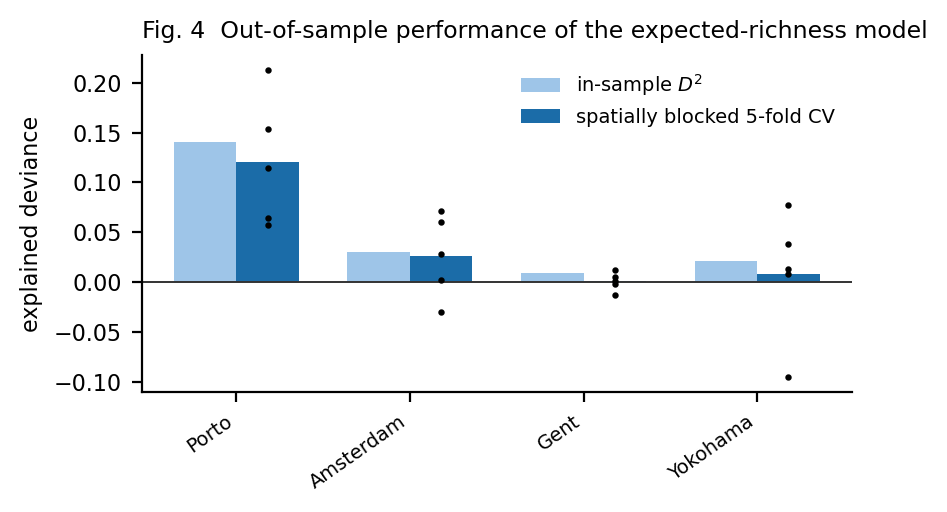 Fig. 4  Out-of-sample performance of the expected-richness model
in-sample D²
spatially blocked 5-fold CV
explained deviance
0.20
0.15
0.10
0.05
0.00
−0.05
−0.10
Porto
Amsterdam
Gent
Yokohama